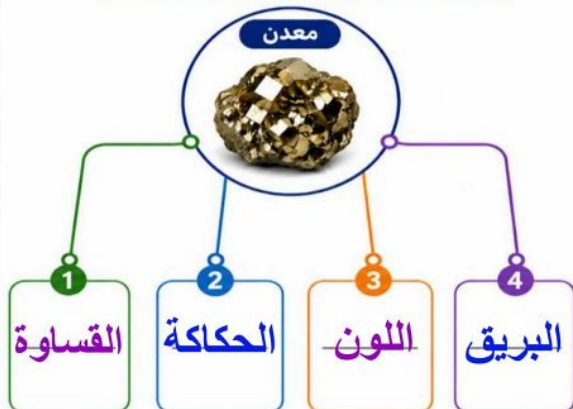 معدن
1
القساوة
2
الحكاكة
3
اللون
4
البريق